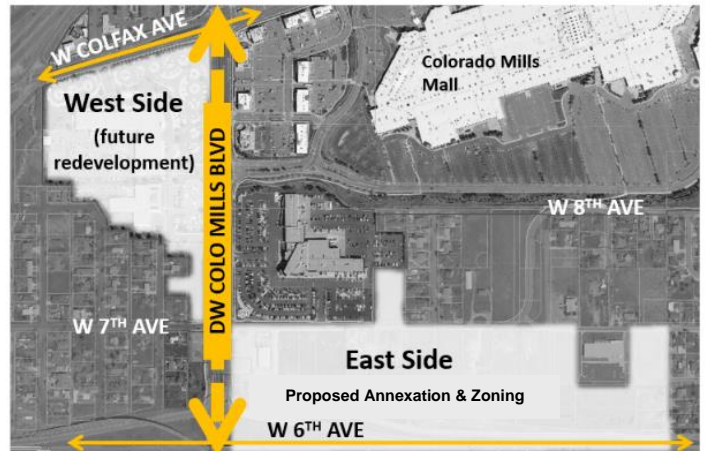 W COLFAX AVE
Colorado Mills
Mall
West Side
(future
redevelopment)
DW COLO MILLS BLVD
W 8TH AVE
W 7TH AVE
East Side
Proposed Annexation & Zoning
W 6TH AVE